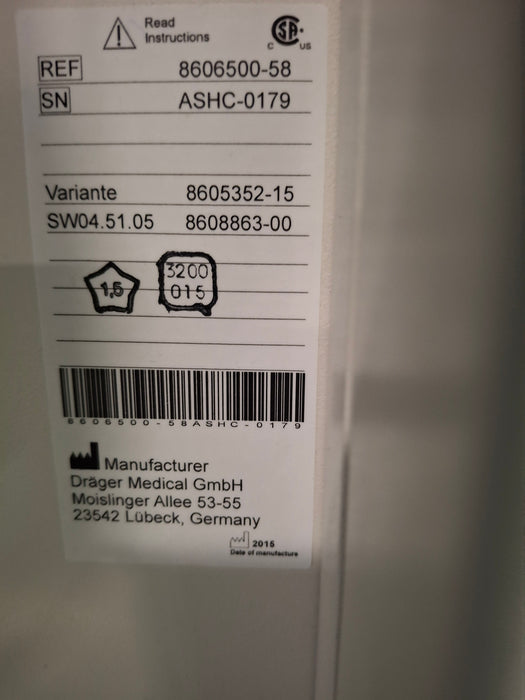 Read
Instructions
C SA US
REF 8606500-58
SN ASHC-0179
Variante 8605352-15
SW04.51.05 8608863-00
1,5
3200
015
8606500-58ASHC-0179
Manufacturer
Dräger Medical GmbH
Moislinger Allee 53-55
23542 Lübeck, Germany
2015
Date of manufacture